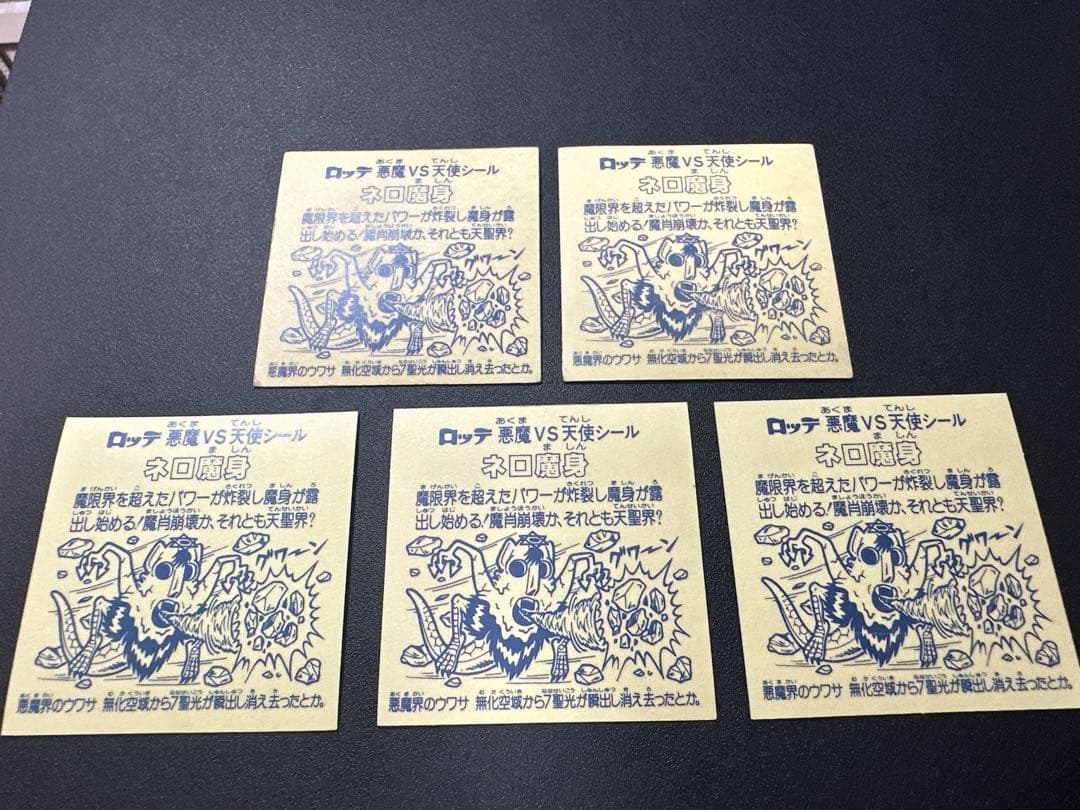 ロッテ 悪魔VS天使シール
ネロ魔身
魔限界を超えたパワーが炸裂し魔身が露
出し始める!魔肖崩壊か、それとも天聖界?
グワーン
悪魔界のウワサ 無化空域から7聖光が瞬出し消え去ったとか。
ロッテ 悪魔VS天使シール
ネロ魔身
魔限界を超えたパワーが炸裂し魔身が露
出し始める!魔肖崩壊か、それとも天聖界?
グワーン
悪魔界のウワサ 無化空域から7聖光が瞬出し消え去ったとか。
ロッテ 悪魔VS天使シール
ネロ魔身
魔限界を超えたパワーが炸裂し魔身が露
出し始める!魔肖崩壊か、それとも天聖界?
グワーン
悪魔界のウワサ 無化空域から7聖光が瞬出し消え去ったとか。
ロッテ 悪魔VS天使シール
ネロ魔身
魔限界を超えたパワーが炸裂し魔身が露
出し始める!魔肖崩壊か、それとも天聖界?
グワーン
悪魔界のウワサ 無化空域から7聖光が瞬出し消え去ったとか。
ロッテ 悪魔VS天使シール
ネロ魔身
魔限界を超えたパワーが炸裂し魔身が露
出し始める!魔肖崩壊か、それとも天聖界?
グワーン
悪魔界のウワサ 無化空域から7聖光が瞬出し消え去ったとか。